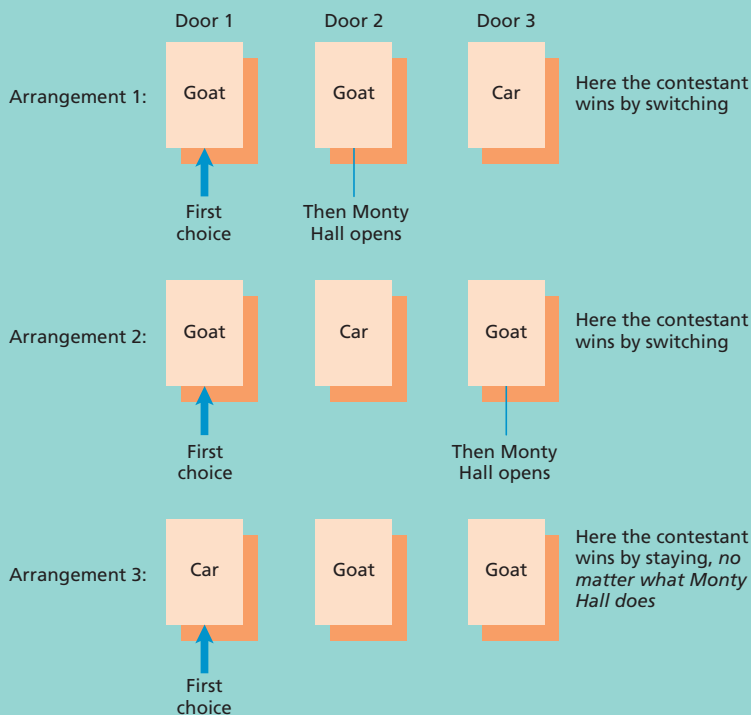 Door 1
Door 2
Door 3
Arrangement 1:
Goat
Goat
Car
Here the contestant
wins by switching
First
choice
Then Monty
Hall opens
Arrangement 2:
Goat
Car
Goat
Here the contestant
wins by switching
First
choice
Then Monty
Hall opens
Arrangement 3:
Car
Goat
Goat
Here the contestant
wins by staying, no
matter what Monty
Hall does
First
choice